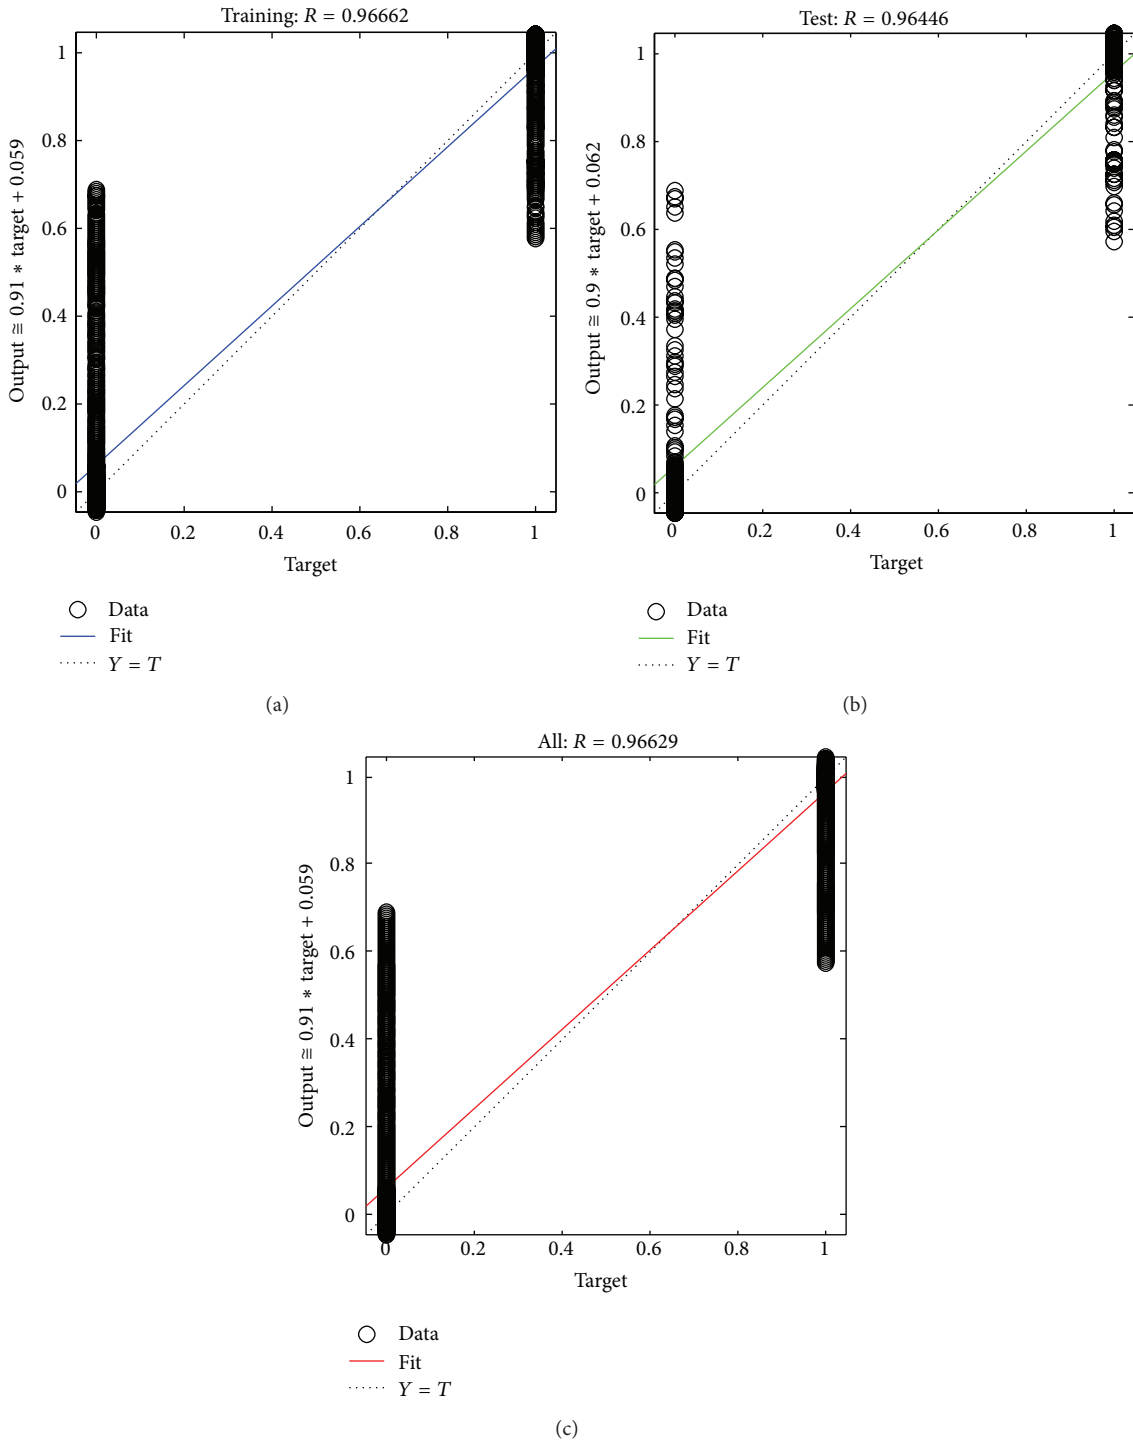 Training: R = 0.96662
Output ≅ 0.91 ∗ target + 0.059
1
0.8
0.6
0.4
0.2
0
0
0.2
0.4
0.6
0.8
1
Target
Data
Fit
Y = T
(a)
Test: R = 0.96446
Output ≅ 0.9 ∗ target + 0.062
1
0.8
0.6
0.4
0.2
0
0
0.2
0.4
0.6
0.8
1
Target
Data
Fit
Y = T
(b)
All: R = 0.96629
Output ≅ 0.91 ∗ target + 0.059
1
0.8
0.6
0.4
0.2
0
0
0.2
0.4
0.6
0.8
1
Target
Data
Fit
Y = T
(c)